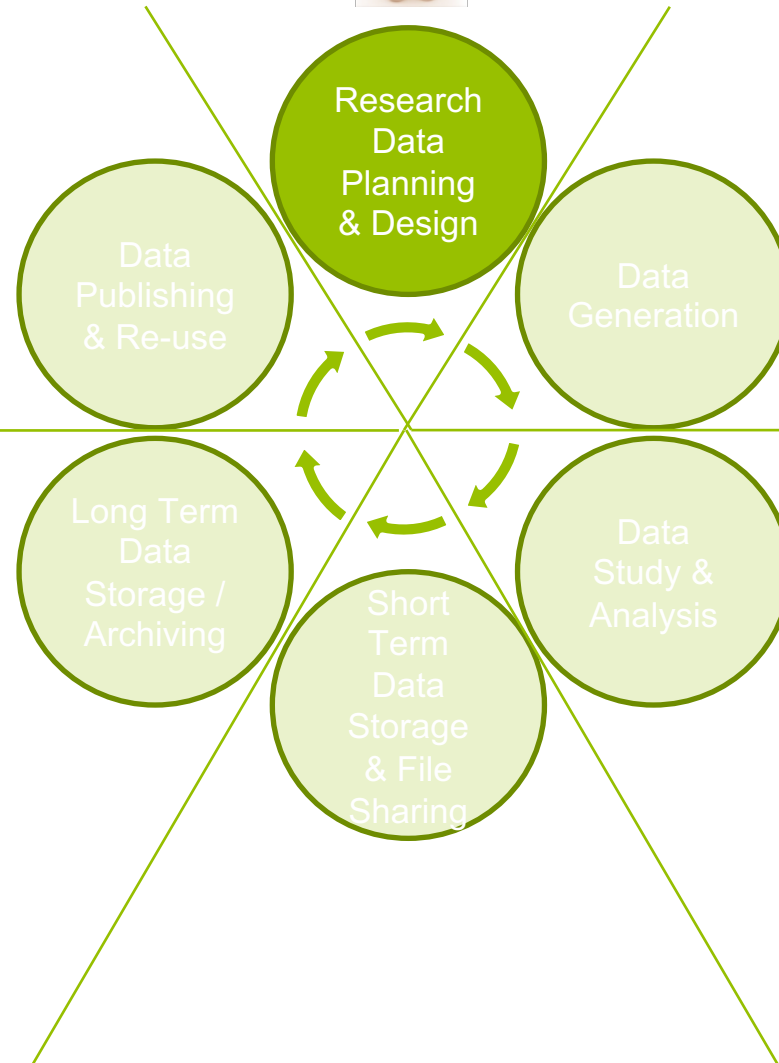 Research
Data
Planning
& Design
Data
Generation
Data
Study &
Analysis
Short
Term
Data
Storage
& File
Sharing
Long Term
Data
Storage /
Archiving
Data
Publishing
& Re-use